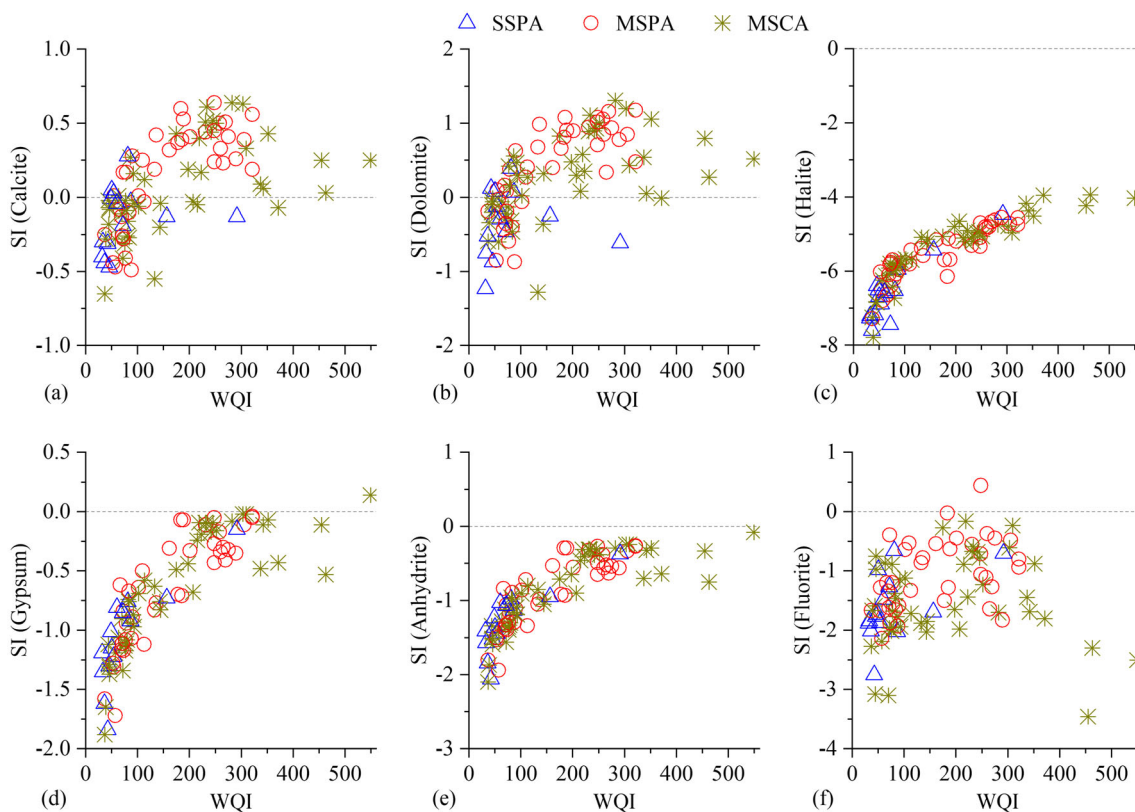 SSPA MSPA MSCA
1.0
0.5
0.0
-0.5
-1.0
SI (Calcite)
0 100 200 300 400 500
WQI
(a)
2
1
0
-1
-2
SI (Dolomite)
0 100 200 300 400 500
WQI
(b)
0
-2
-4
-6
-8
SI (Halite)
0 100 200 300 400 500
WQI
(c)
0.5
0.0
-0.5
-1.0
-1.5
-2.0
SI (Gypsum)
0 100 200 300 400 500
WQI
(d)
1
0
-1
-2
-3
SI (Anhydrite)
0 100 200 300 400 500
WQI
(e)
1
0
-1
-2
-3
-4
SI (Fluorite)
0 100 200 300 400 500
WQI
(f)